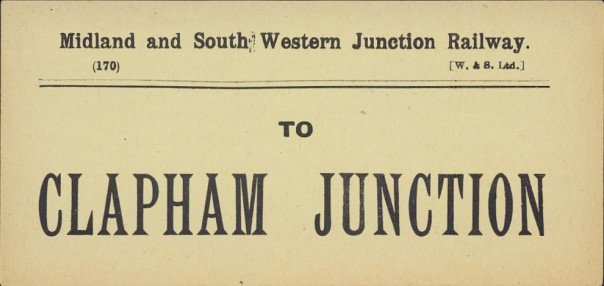 Midland and South Western Junction Railway.
(170) [W. & S. Ltd.]
TO
CLAPHAM JUNCTION